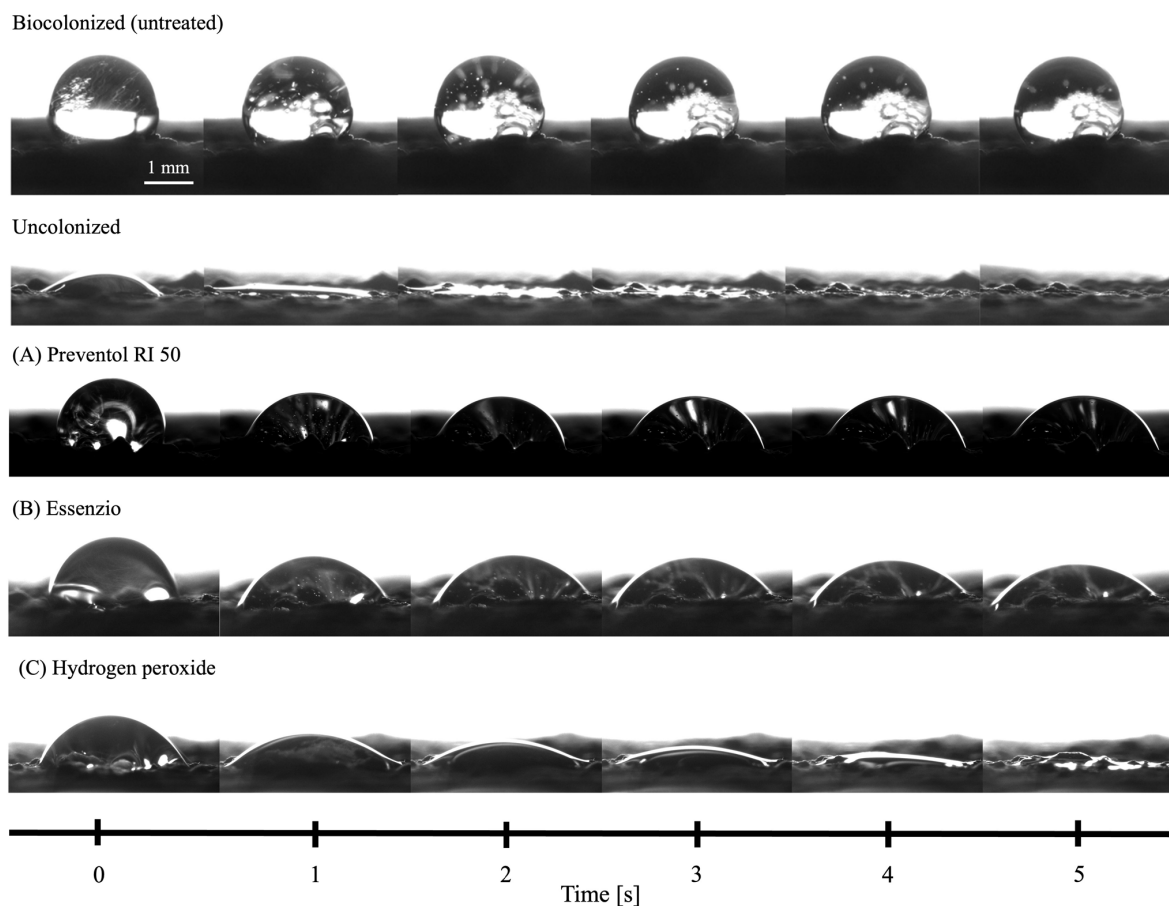 Biocolonized (untreated)
1 mm
Uncolonized
(A) Preventol RI 50
(B) Essenzio
(C) Hydrogen peroxide
0 1 2 3 4 5
Time [s]